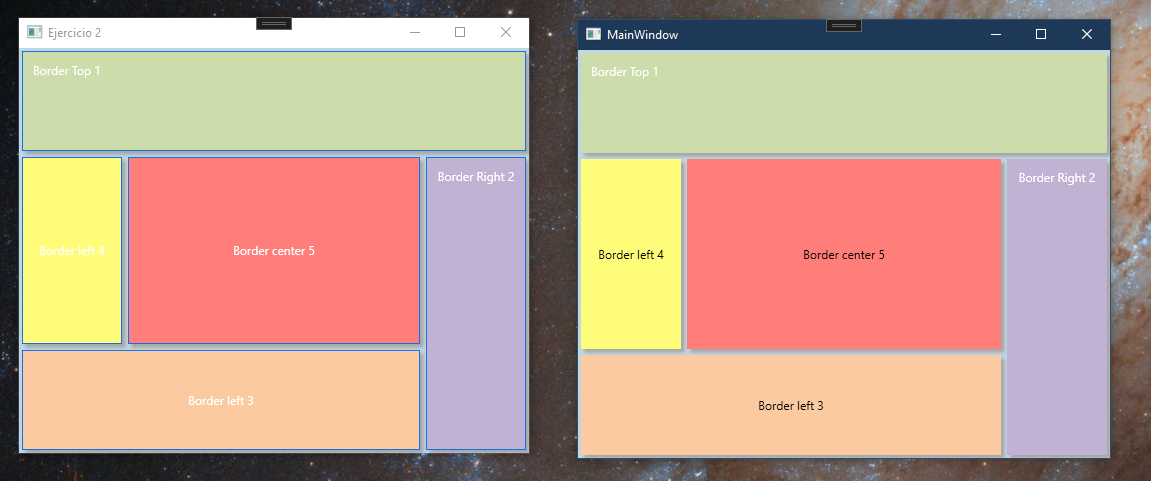 Ejercicio 2
Border Top 1
Border left 4
Border center 5
Border Right 2
Border left 3
MainWindow
Border Top 1
Border left 4
Border center 5
Border Right 2
Border left 3